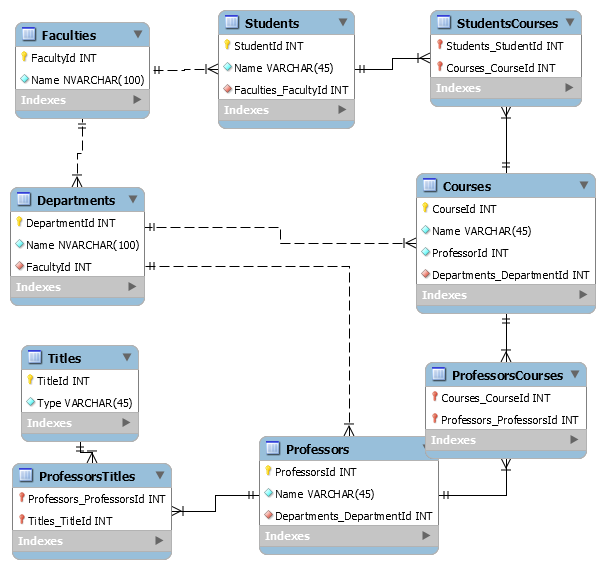 Faculties
FacultyId INT
Name NVARCHAR(100)
Indexes
Students
StudentId INT
Name VARCHAR(45)
Faculties_FacultyId INT
Indexes
StudentsCourses
Students_StudentId INT
Courses_CourseId INT
Indexes
Departments
DepartmentId INT
Name NVARCHAR(100)
FacultyId INT
Indexes
Courses
CourseId INT
Name VARCHAR(45)
ProfessorId INT
Departments_DepartmentId INT
Indexes
Titles
TitleId INT
Type VARCHAR(45)
Indexes
ProfessorsCourses
Courses_CourseId INT
Professors_ProfessorsId INT
Indexes
ProfessorsTitles
Professors_ProfessorsId INT
Titles_TitleId INT
Indexes
Professors
ProfessorsId INT
Name VARCHAR(45)
Departments_DepartmentId INT
Indexes